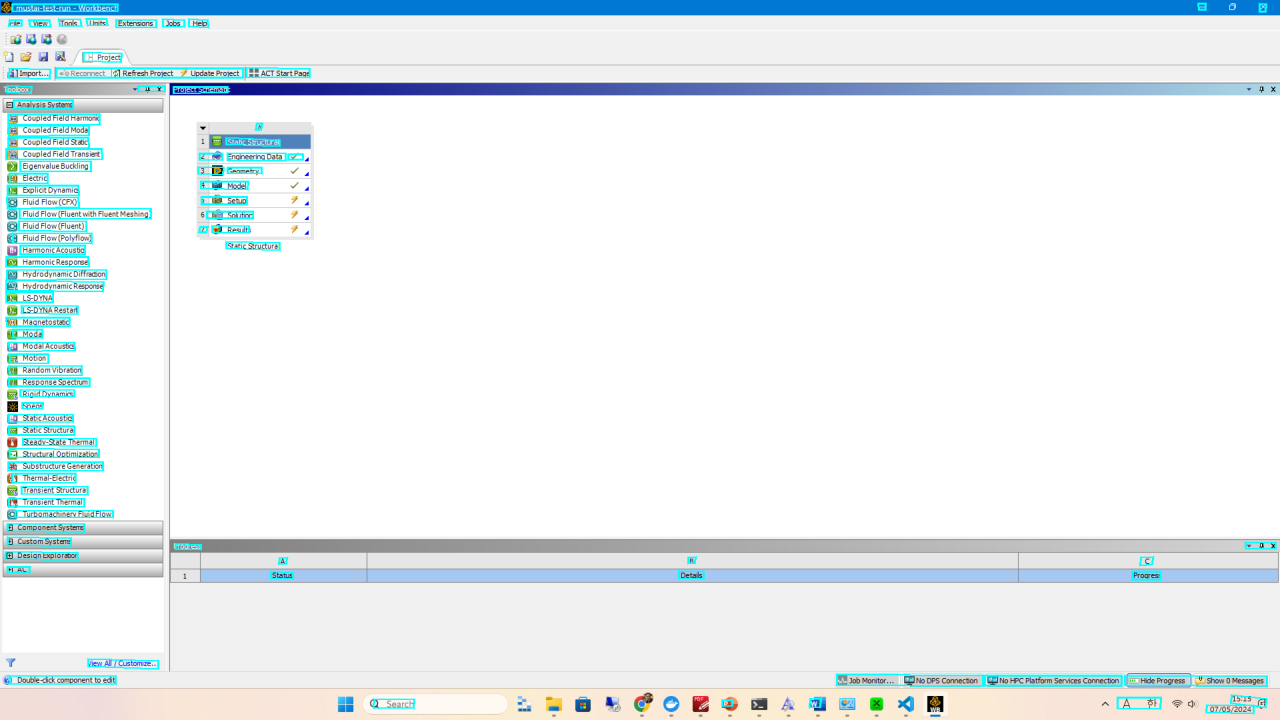 mustar-test-run - Workbench
File View Tools Units Extensions Jobs Help
Project
Import... Reconnect Refresh Project Update Project ACT Start Page
Toolbox
Project Schematic
Analysis Systems
Coupled Field Harmonic
Coupled Field Modal
Coupled Field Static
Coupled Field Transient
Eigenvalue Buckling
Electric
Explicit Dynamics
Fluid Flow (CFX)
Fluid Flow (Fluent with Fluent Meshing)
Fluid Flow (Fluent)
Fluid Flow (Polyflow)
Harmonic Acoustics
Harmonic Response
Hydrodynamic Diffraction
Hydrodynamic Response
LS-DYNA
LS-DYNA Restart
Magnetostatic
Modal
Modal Acoustics
Motion
Random Vibration
Response Spectrum
Rigid Dynamics
Speos
Static Acoustics
Static Structural
Steady-State Thermal
Structural Optimization
Substructure Generation
Thermal-Electric
Transient Structural
Transient Thermal
Turbomachinery Fluid Flow
Component Systems
Custom Systems
Design Exploration
ACT
View All / Customize...
A
1 Static Structural
2 Engineering Data
3 Geometry
4 Model
5 Setup
6 Solution
7 Results
Static Structural
Progress
A B C
1 Status Details Progress
Double-click component to edit
Job Monitor... No DPS Connection No HPC Platform Services Connection Hide Progress Show 0 Messages
Search
A 한
15:15
07/05/2024